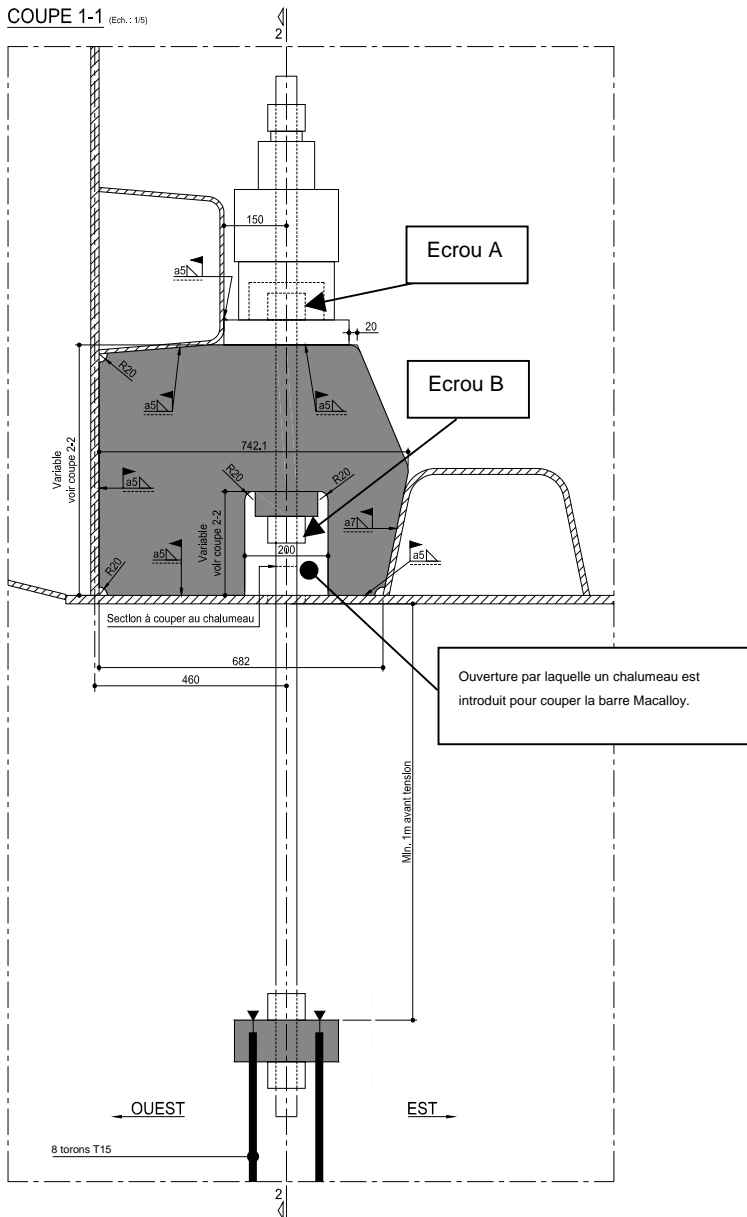 COUPE 1-1 (Ech.: 1/5)
2
150
Ecrou A
a5
20
R20
a5
a5
Ecrou B
742.1
Variable
voir coupe 2-2
R20
R20
a5
Variable
voir coupe 2-2
a7
a5
200
a5
R20
Section à couper au chalumeau
682
460
Ouverture par laquelle un chalumeau est
introduit pour couper la barre Macalloy.
Min. 1m avant tension
OUEST
EST
8 torons T15
2